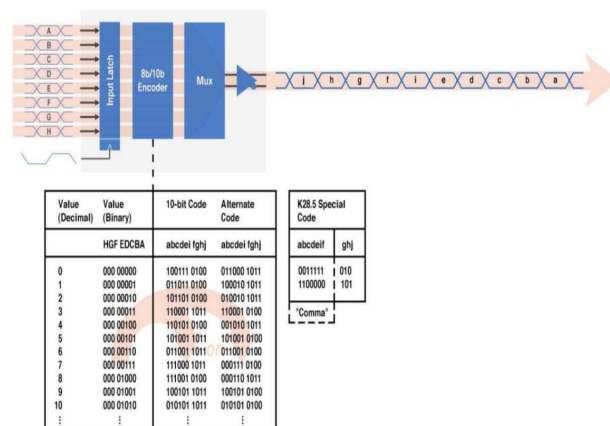 A
B
C
D
E
F
G
H
Input Latch
8b/10b
Encoder
Mux
j h g f i e d c b a
Value Value 10-bit Code Alternate
(Decimal) (Binary) Code
HGF EDCBA abcdei fghj abcdei fghj
0 000 00000 100111 0100 011000 1011
1 000 00001 011011 0100 100010 1011
2 000 00010 101101 0100 010010 1011
3 000 00011 110001 1011 110001 0100
4 000 00100 110101 0100 001010 1011
5 000 00101 101001 1011 101001 0100
6 000 00110 011001 1011 011001 0100
7 000 00111 111000 1011 000111 0100
8 000 01000 111001 0100 000110 1011
9 000 01001 100101 1011 100101 0100
10 000 01010 010101 1011 010101 0100
⋮ ⋮ ⋮ ⋮
K28.5 Special
Code
abcdeif ghj
0011111 010
1100000 101
"Comma"